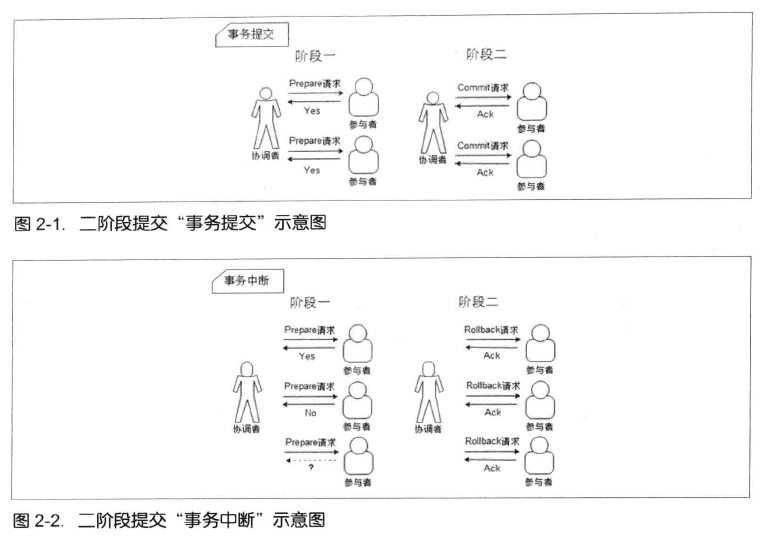 事务提交
阶段一
阶段二
Prepare请求
Yes
参与者
Prepare请求
Yes
参与者
协调者
Commit请求
Ack
参与者
Commit请求
Ack
参与者
协调者
图 2-1. 二阶段提交“事务提交”示意图
事务中断
阶段一
阶段二
Prepare请求
Yes
参与者
Prepare请求
No
参与者
协调者
Prepare请求
?
参与者
Rollback请求
Ack
参与者
Rollback请求
Ack
参与者
协调者
Rollback请求
Ack
参与者
图 2-2. 二阶段提交“事务中断”示意图